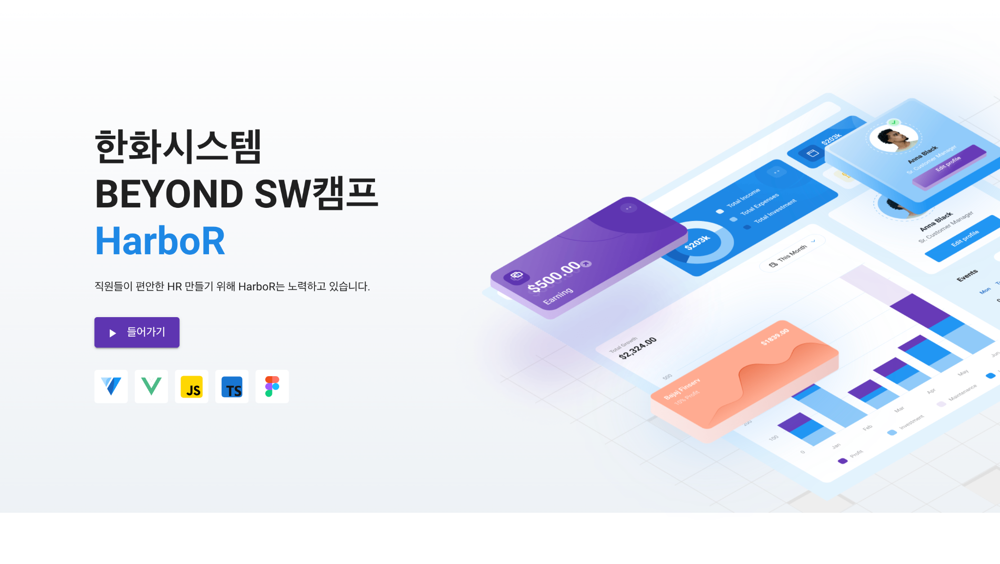 한화시스템
BEYOND SW캠프
HarboR
직원들이 편안한 HR 만들기 위해 HarboR는 노력하고 있습니다.
들어가기
JS
TS
$500.00
Earning
$203k
Total Income
Total Expenses
Total Investment
$203k
Anna Black
Sr. Customer Manager
Edit profile
Anna Black
Sr. Customer Manager
Edit profile
This Month
Events
Mon
Total Growth
$2,324.00
$1839.00
Bajaj Finserv
10% Profit
500
200
100
0
Jan
Feb
Mar
Apr
May
Jun
Profit
Investment
Maintenance